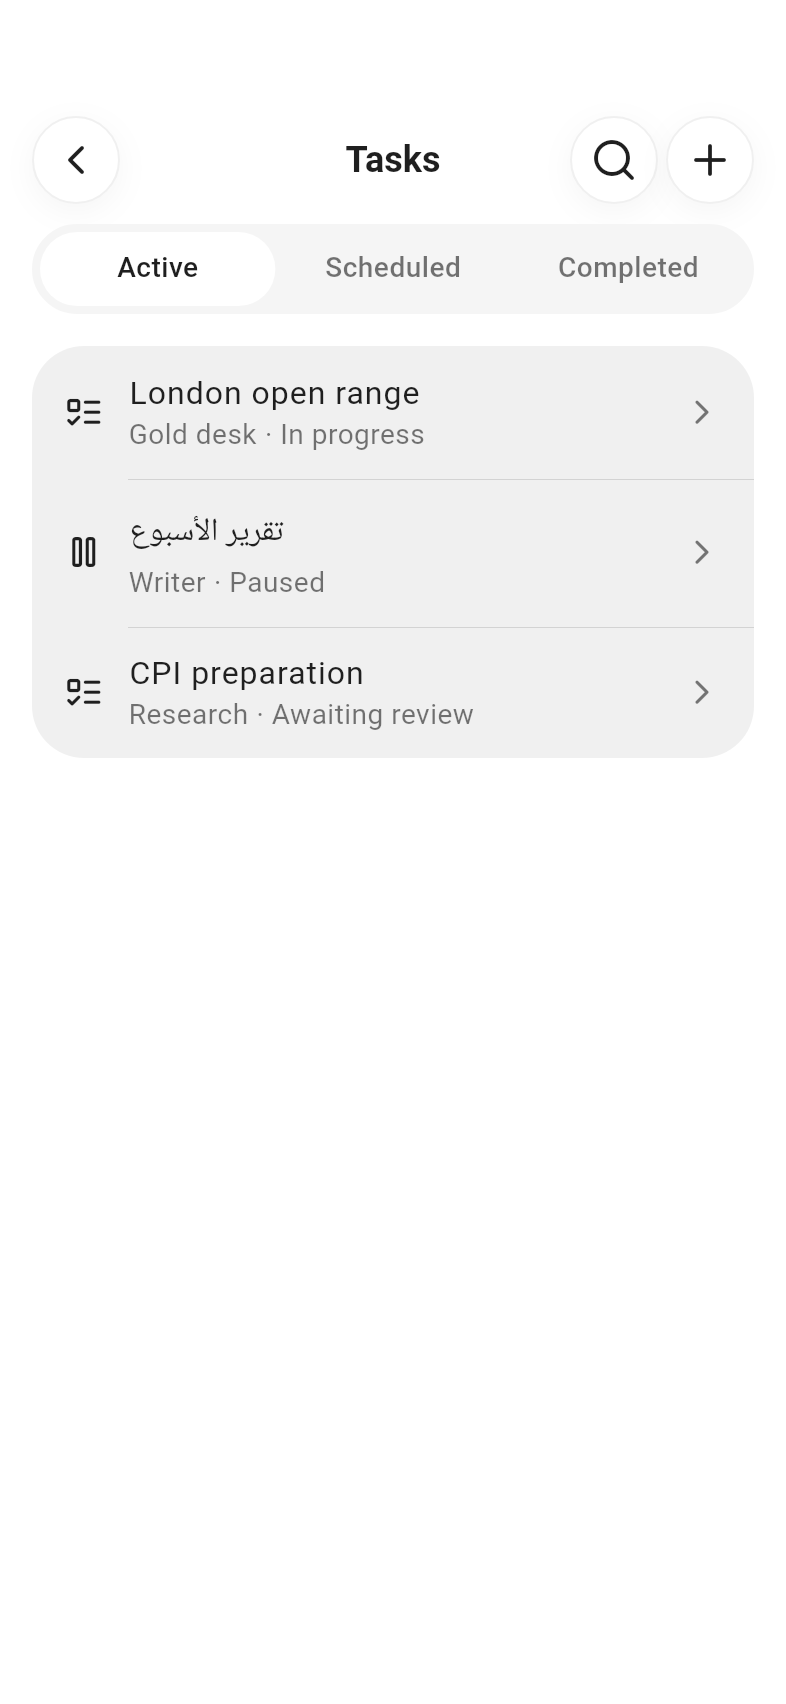 Tasks
Active
Scheduled
Completed
London open range
Gold desk · In progress
تقرير الأسبوع
Writer · Paused
CPI preparation
Research · Awaiting review